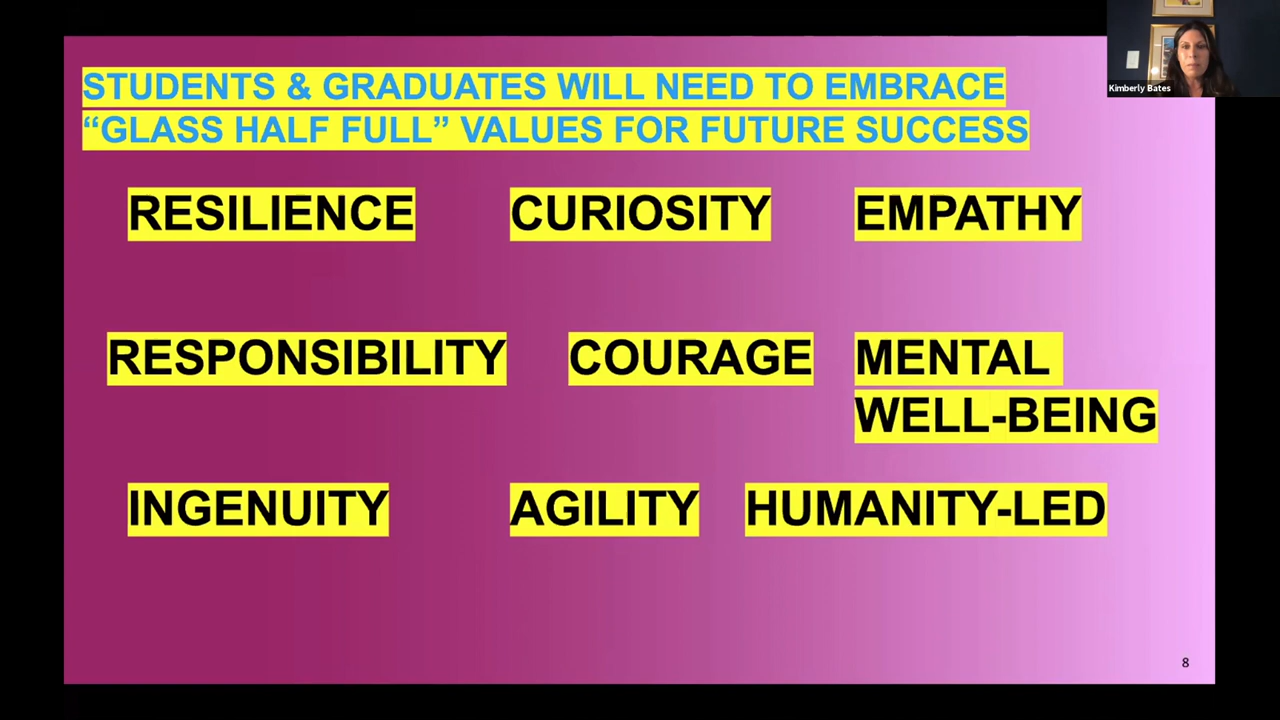 STUDENTS & GRADUATES WILL NEED TO EMBRACE
“GLASS HALF FULL” VALUES FOR FUTURE SUCCESS
Kimberly Bates
RESILIENCE CURIOSITY EMPATHY
RESPONSIBILITY COURAGE MENTAL
WELL-BEING
INGENUITY AGILITY HUMANITY-LED
8